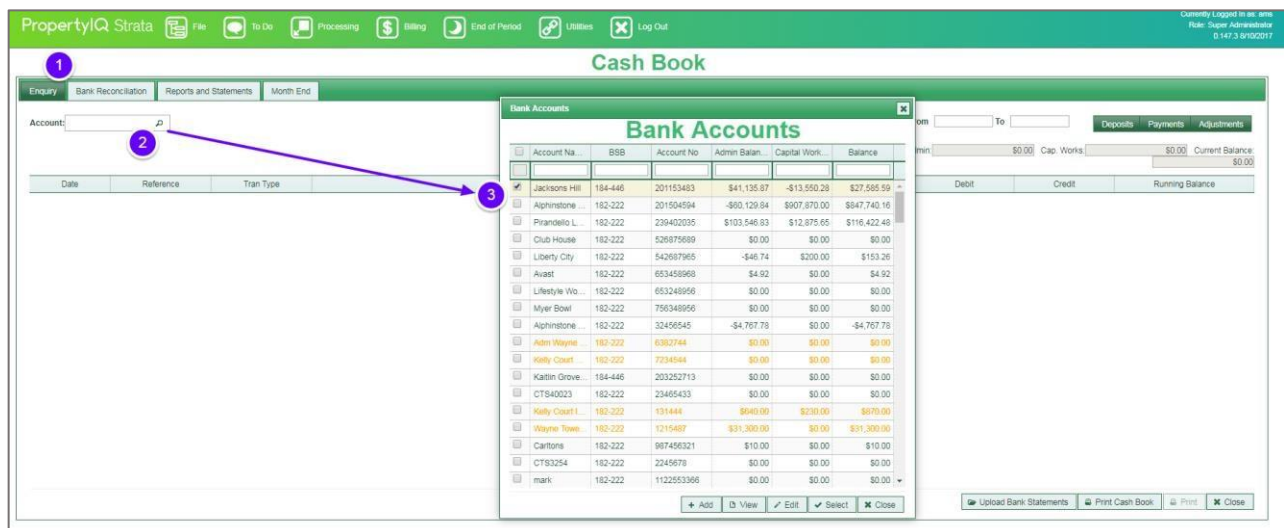 PropertyIQ Strata File To Do Processing Billing End of Period Utilities Log Out
Currently Logged in as: ams
Role: Super Administrator
0.147.3 8/10/2017
1
Cash Book
Enquiry Bank Reconciliation Reports and Statements Month End
Account:
2
om To Deposits Payments Adjustments
min: $0.00 Cap. Works: $0.00 Current Balance:
$0.00
Date Reference Tran Type Debit Credit Running Balance
3
Bank Accounts
Bank Accounts
Account Na... BSB Account No Admin Balan... Capital Work... Balance
Jacksons Hill 184-446 201153483 $41,135.87 -$13,550.28 $27,585.59
Alphinstone ... 182-222 201504594 -$60,129.84 $907,870.00 $847,740.16
Pirandello L... 182-222 239402035 $103,546.83 $12,875.65 $116,422.48
Club House 182-222 526875689 $0.00 $0.00 $0.00
Liberty City 182-222 542687965 -$46.74 $200.00 $153.26
Avast 182-222 653458968 $4.92 $0.00 $4.92
Lifestyle Wo... 182-222 653248956 $0.00 $0.00 $0.00
Myer Bowl 182-222 756348956 $0.00 $0.00 $0.00
Alphinstone ... 182-222 32456545 -$4,767.78 $0.00 -$4,767.78
Adm Wayne ... 182-222 6382744 $0.00 $0.00 $0.00
Kelly Court ... 182-222 7234544 $0.00 $0.00 $0.00
Kaitlin Grove... 184-446 203252713 $0.00 $0.00 $0.00
CTS40023 182-222 23465433 $0.00 $0.00 $0.00
Kelly Court I... 182-222 131444 $640.00 $230.00 $870.00
Wayne Towe... 182-222 1215487 $31,300.00 $0.00 $31,300.00
Carltons 182-222 987456321 $10.00 $0.00 $10.00
CTS3254 182-222 2245678 $0.00 $0.00 $0.00
mark 182-222 1122553366 $0.00 $0.00 $0.00
Add View Edit Select Close
Upload Bank Statements Print Cash Book Print Close